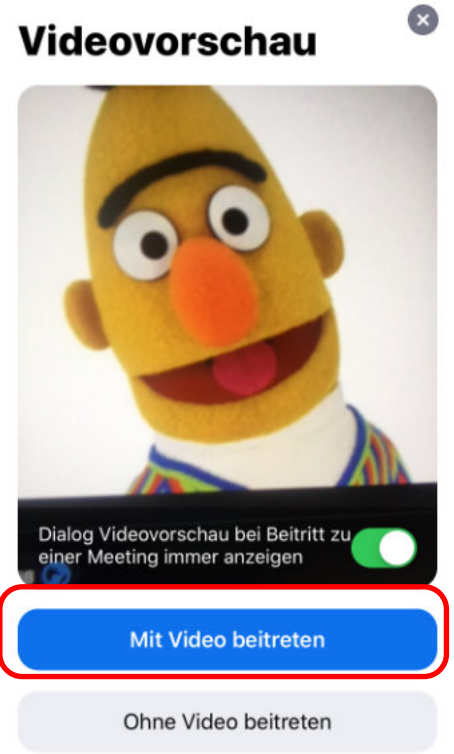 Videovorschau
Dialog Videovorschau bei Beitritt zu
einer Meeting immer anzeigen
Mit Video beitreten
Ohne Video beitreten